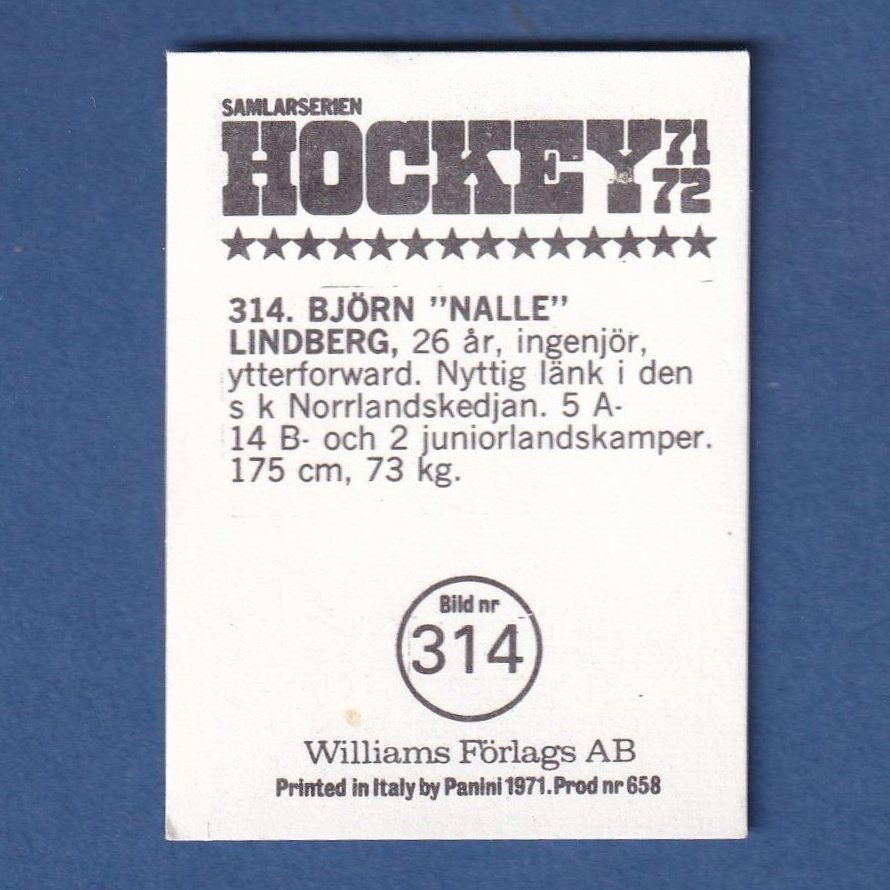 SAMLARSERIEN
HOCKEY 71
72
314. BJÖRN "NALLE"
LINDBERG, 26 år, ingenjör,
ytterforward. Nyttig länk i den
s k Norrlandskedjan. 5 A-
14 B- och 2 juniorlandskamper.
175 cm, 73 kg.
Bild nr
314
Williams Förlags AB
Printed in Italy by Panini 1971. Prod nr 658